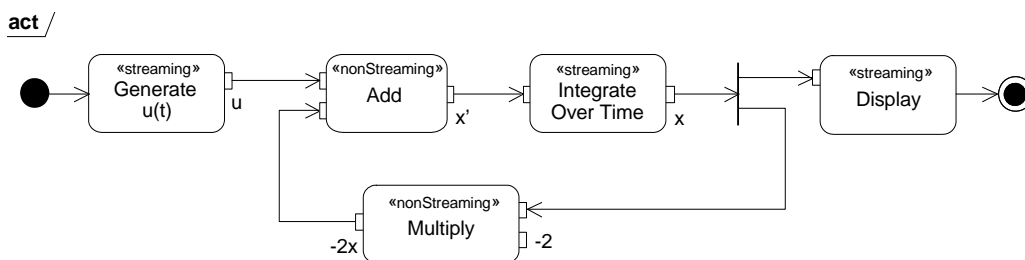 act
«streaming»
Generate
u(t)
u
«nonStreaming»
Add
x’
«streaming»
Integrate
Over Time
x
«streaming»
Display
«nonStreaming»
Multiply
-2x
-2